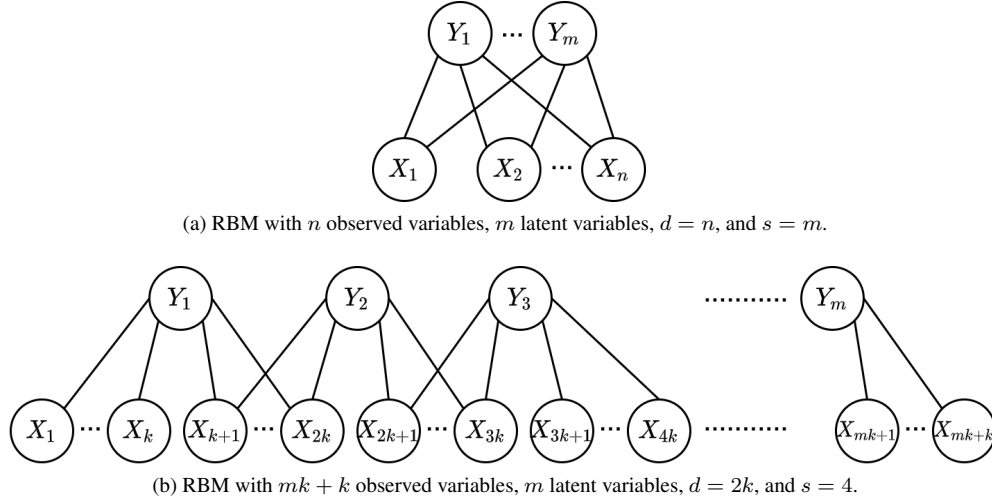 Y₁ ··· Yₘ
X₁ X₂ ··· Xₙ
(a) RBM with n observed variables, m latent variables, d = n, and s = m.
Y₁ Y₂ Y₃ ··········· Yₘ
X₁ ··· Xₖ Xₖ₊₁ ··· X₂ₖ X₂ₖ₊₁ ··· X₃ₖ X₃ₖ₊₁ ··· X₄ₖ ··········· Xₘₖ₊₁ ··· Xₘₖ₊ₖ
(b) RBM with mk + k observed variables, m latent variables, d = 2k, and s = 4.